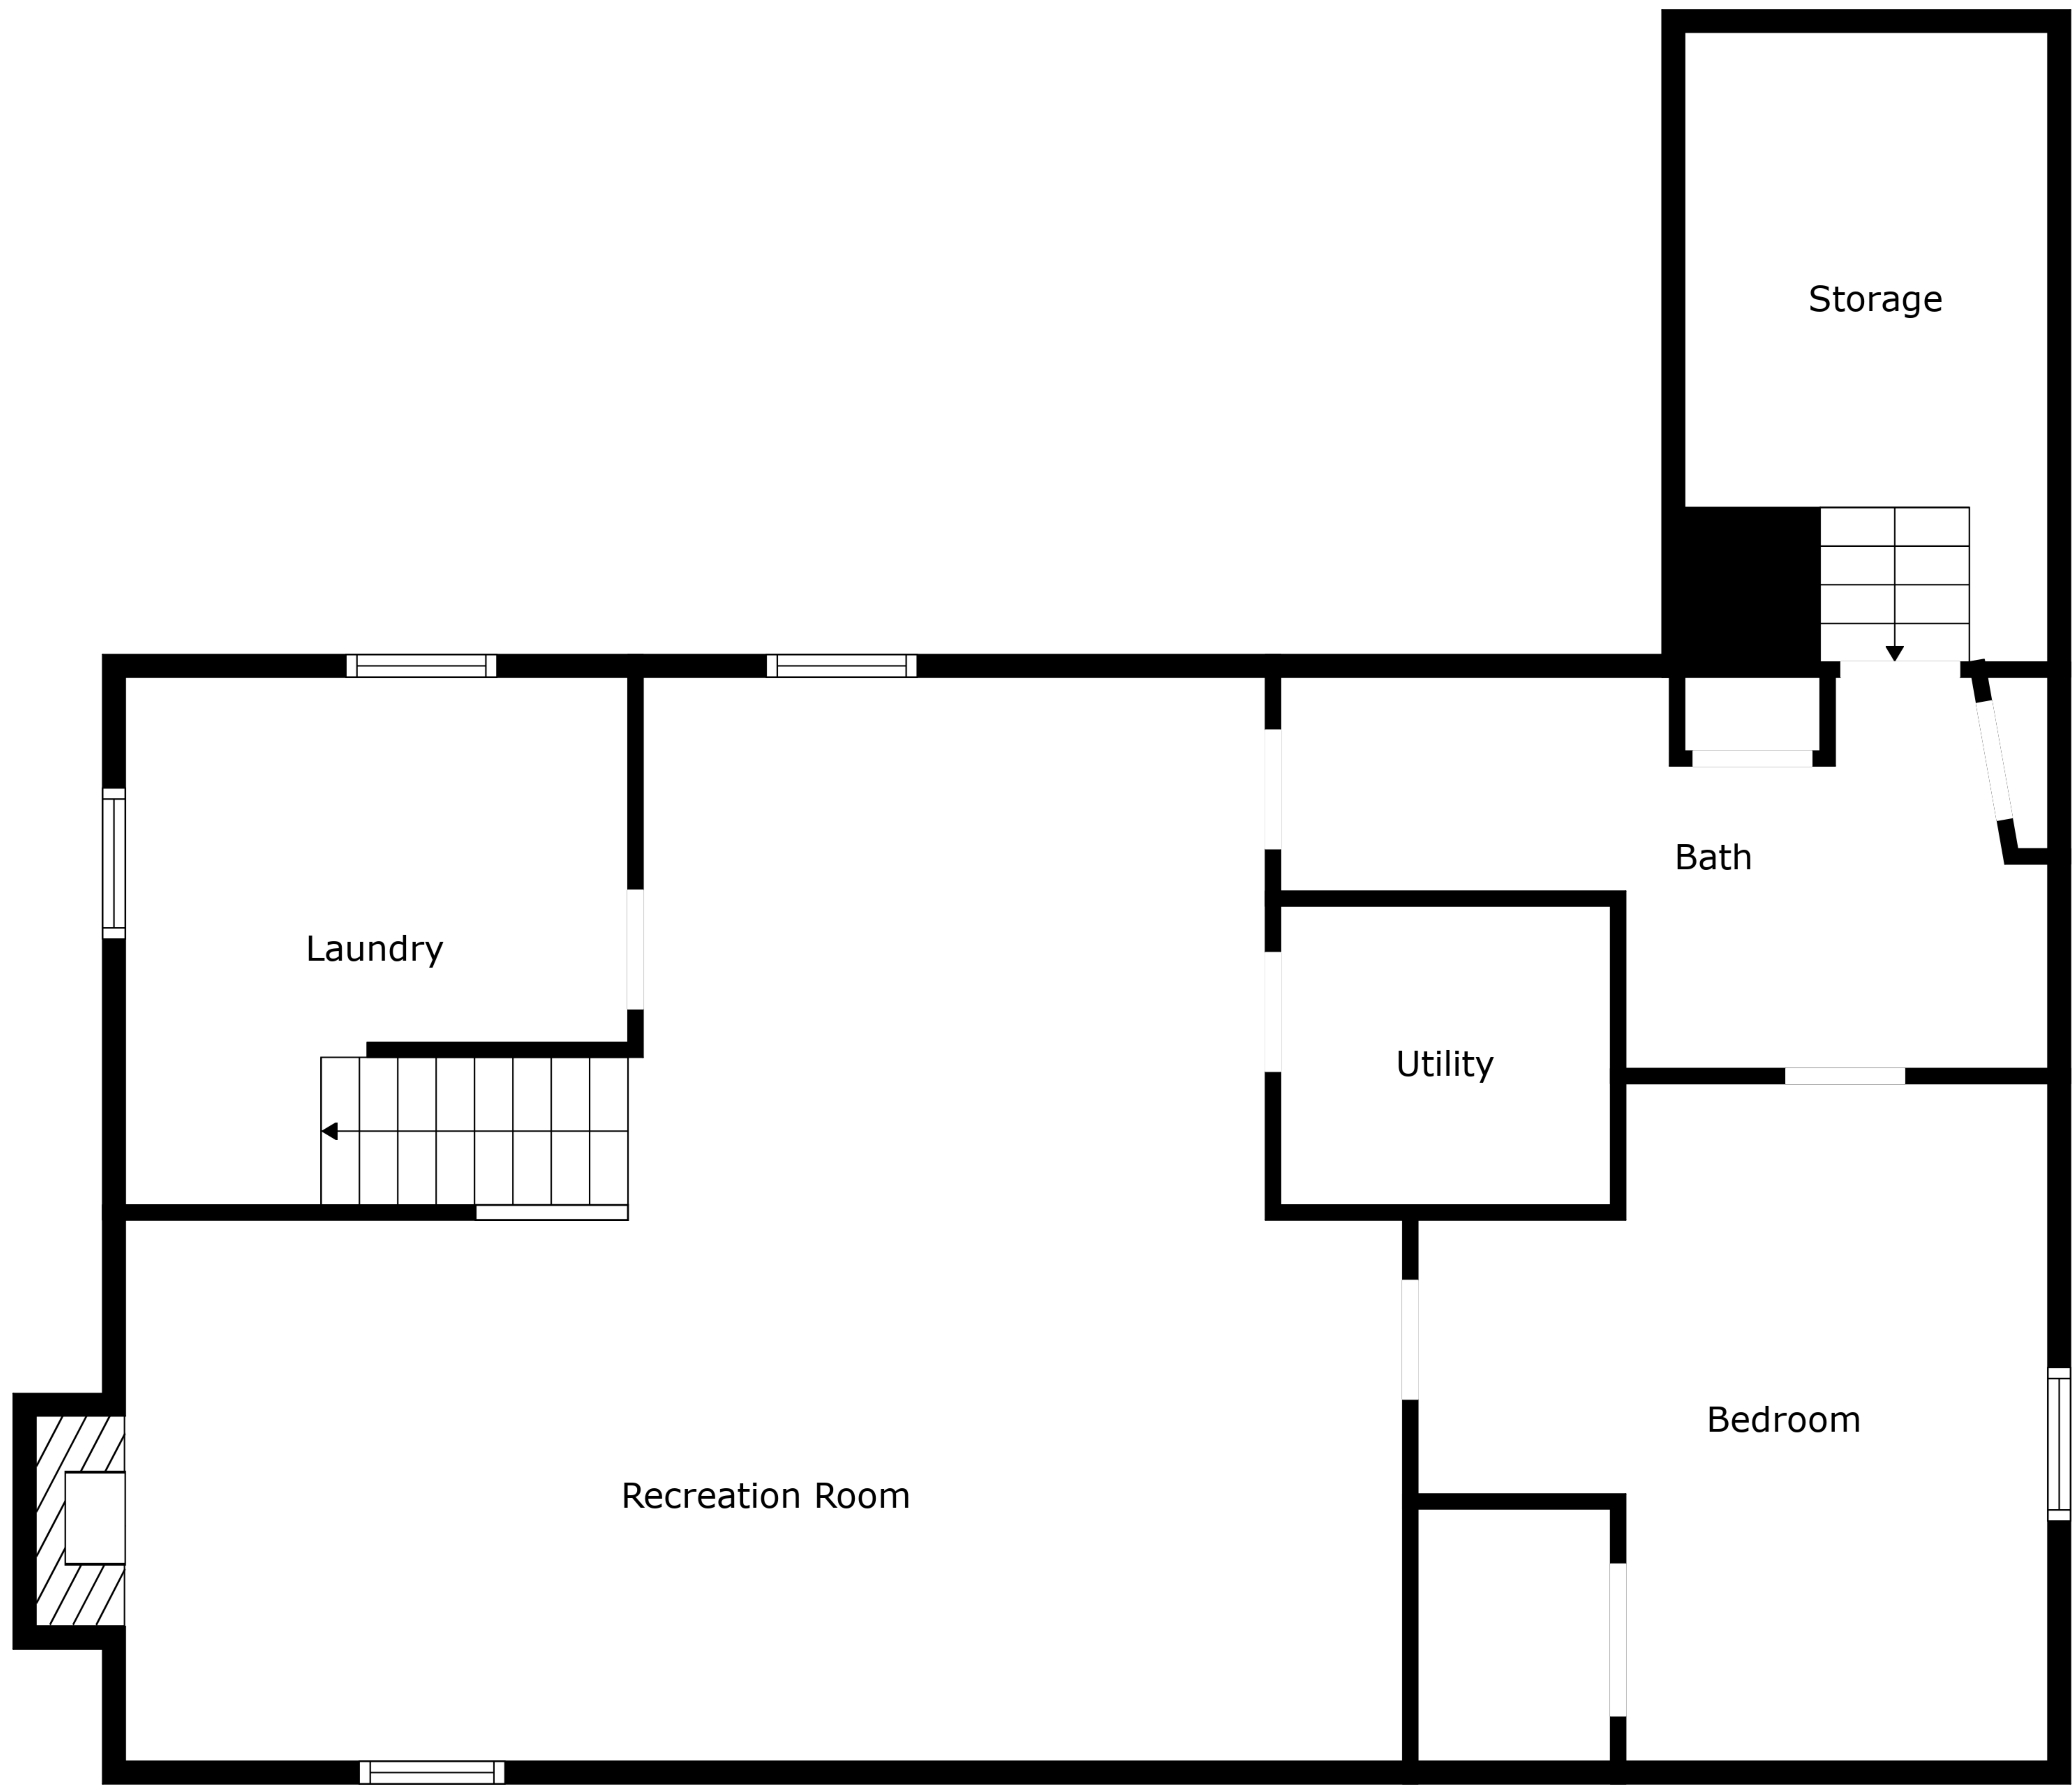 Storage
Bath
Laundry
Utility
Bedroom
Recreation Room